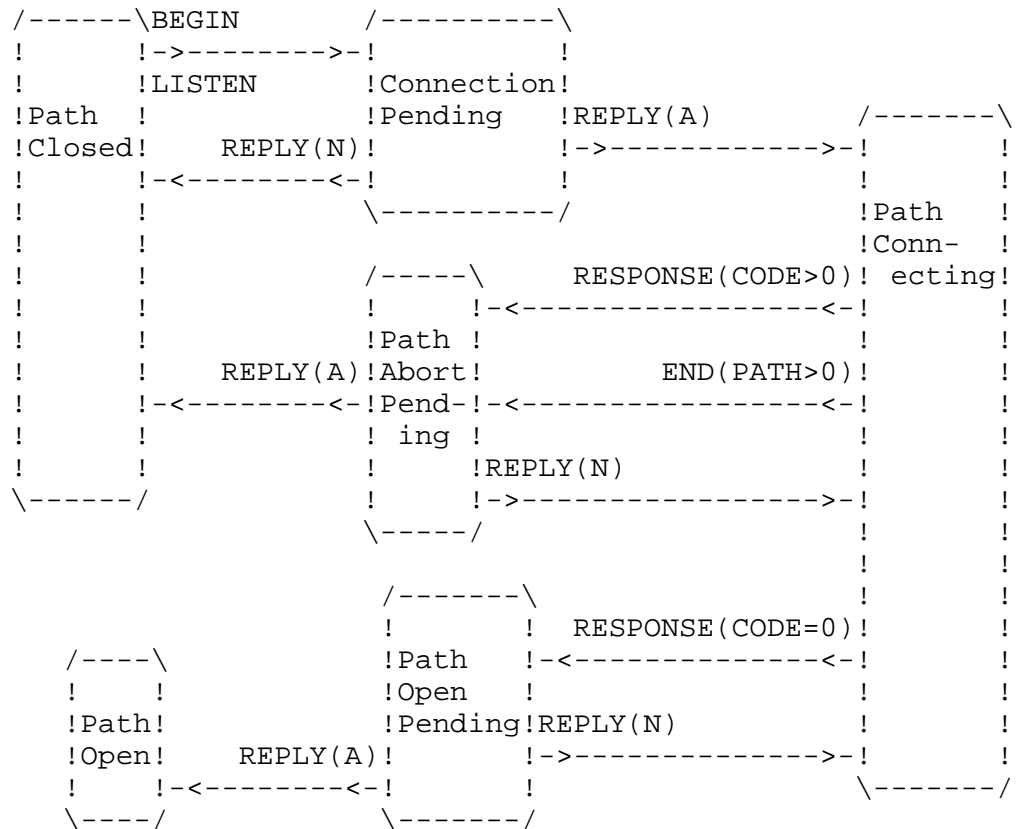 /------\BEGIN        /----------\
!      !->-------->-!          !
!      !LISTEN       !Connection!
!Path  !             !Pending   !REPLY(A)         /-------\
!Closed!    REPLY(N)!          !->------------>-!       !
!      !-<--------<-!          !                 !       !
!      !             \----------/                 !Path   !
!      !                                          !Conn-  !
!      !             /-----\     RESPONSE(CODE>0)! ecting!
!      !             !     !-<----------------<-!       !
!      !             !Path !                     !       !
!      !    REPLY(A)!Abort!          END(PATH>0)!       !
!      !-<--------<-!Pend-!-<----------------<-!       !
!      !             ! ing !                     !       !
!      !             !     !REPLY(N)             !       !
\------/             !     !->---------------->-!       !
                     \-----/                     !       !
                                                 !       !
                      /-------\                  !       !
                      !       !  RESPONSE(CODE=0)!       !
   /----\             !Path   !-<--------------<-!       !
   !    !             !Open   !                  !       !
   !Path!             !Pending!REPLY(N)          !       !
   !Open!    REPLY(A)!       !->-------------->-!       !
   !    !-<--------<-!       !                  \-------/
   \----/             \-------/